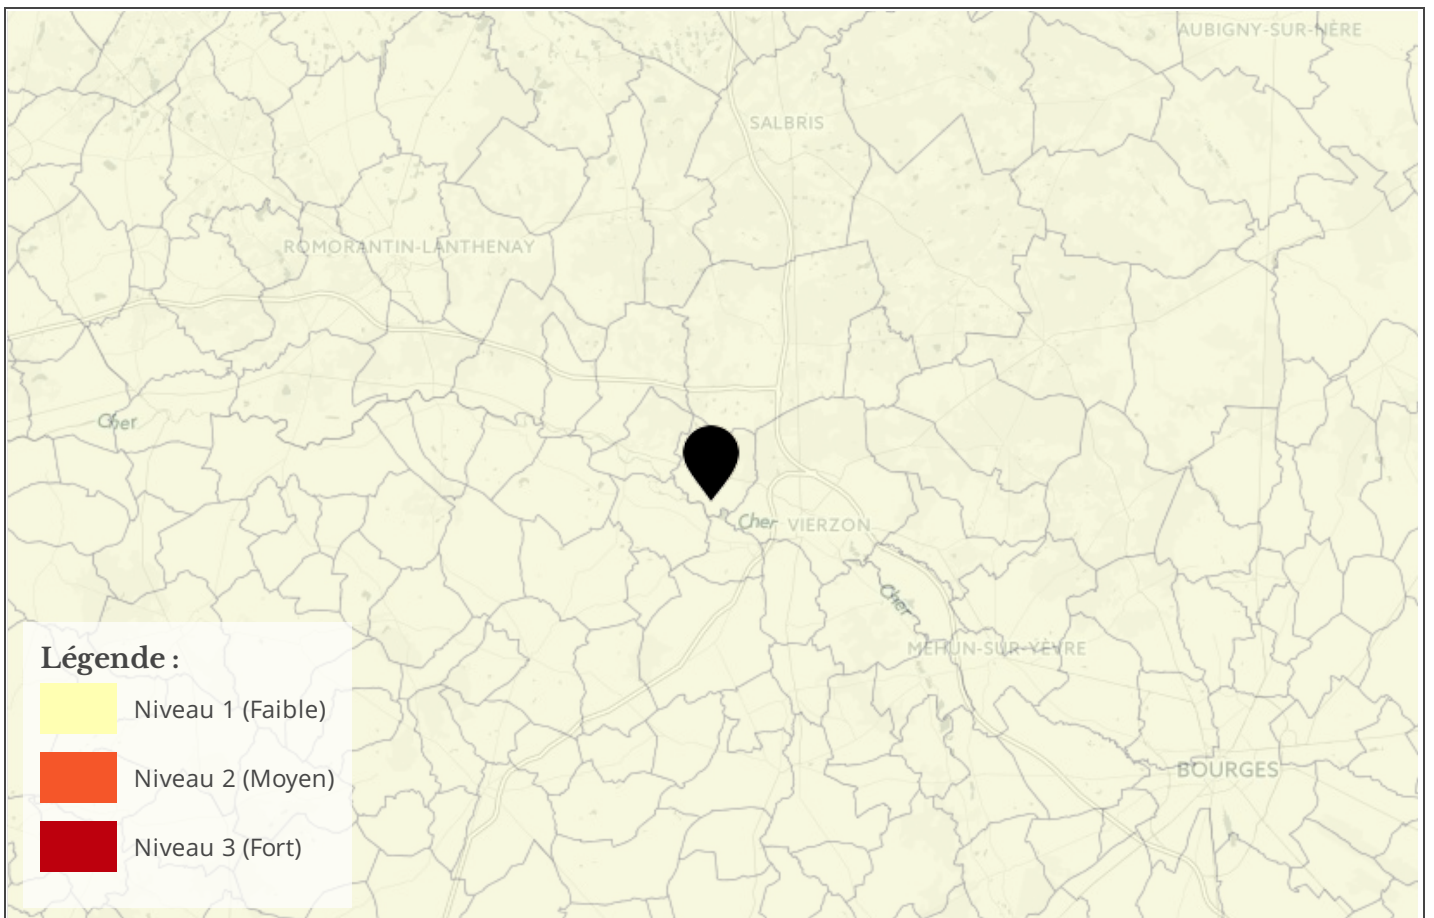 AUBIGNY-SUR-NÈRE
SALBRIS
ROMORANTIN-LANTHENAY
Cher
Cher VIERZON
Cher
MEHUN-SUR-YÈVRE
BOURGES
Légende :
Niveau 1 (Faible)
Niveau 2 (Moyen)
Niveau 3 (Fort)